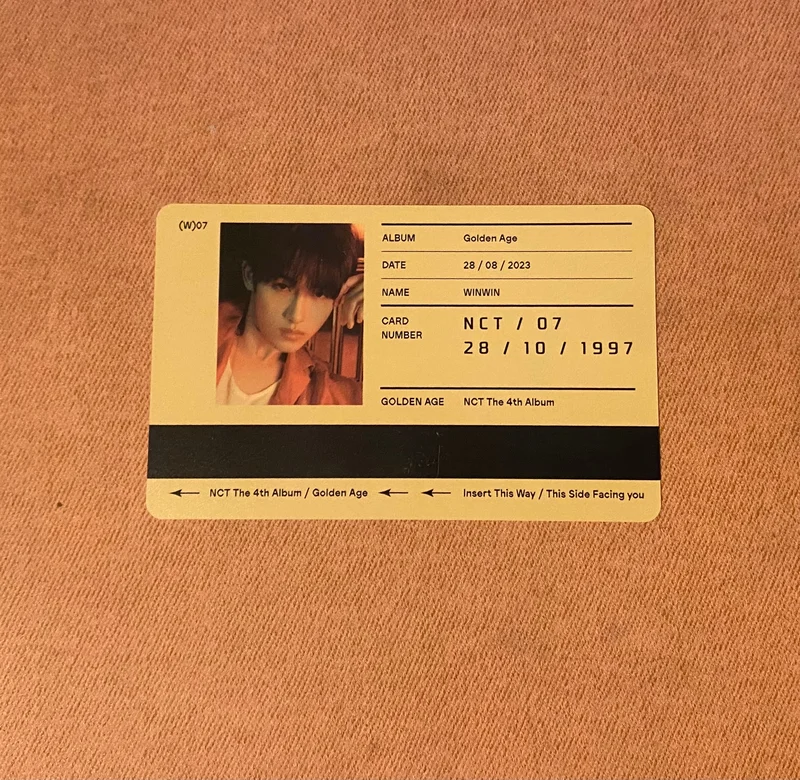 (W)07
ALBUM Golden Age
DATE 28 / 08 / 2023
NAME WINWIN
CARD NUMBER NCT / 07
28 / 10 / 1997
GOLDEN AGE NCT The 4th Album
NCT The 4th Album / Golden Age Insert This Way / This Side Facing you